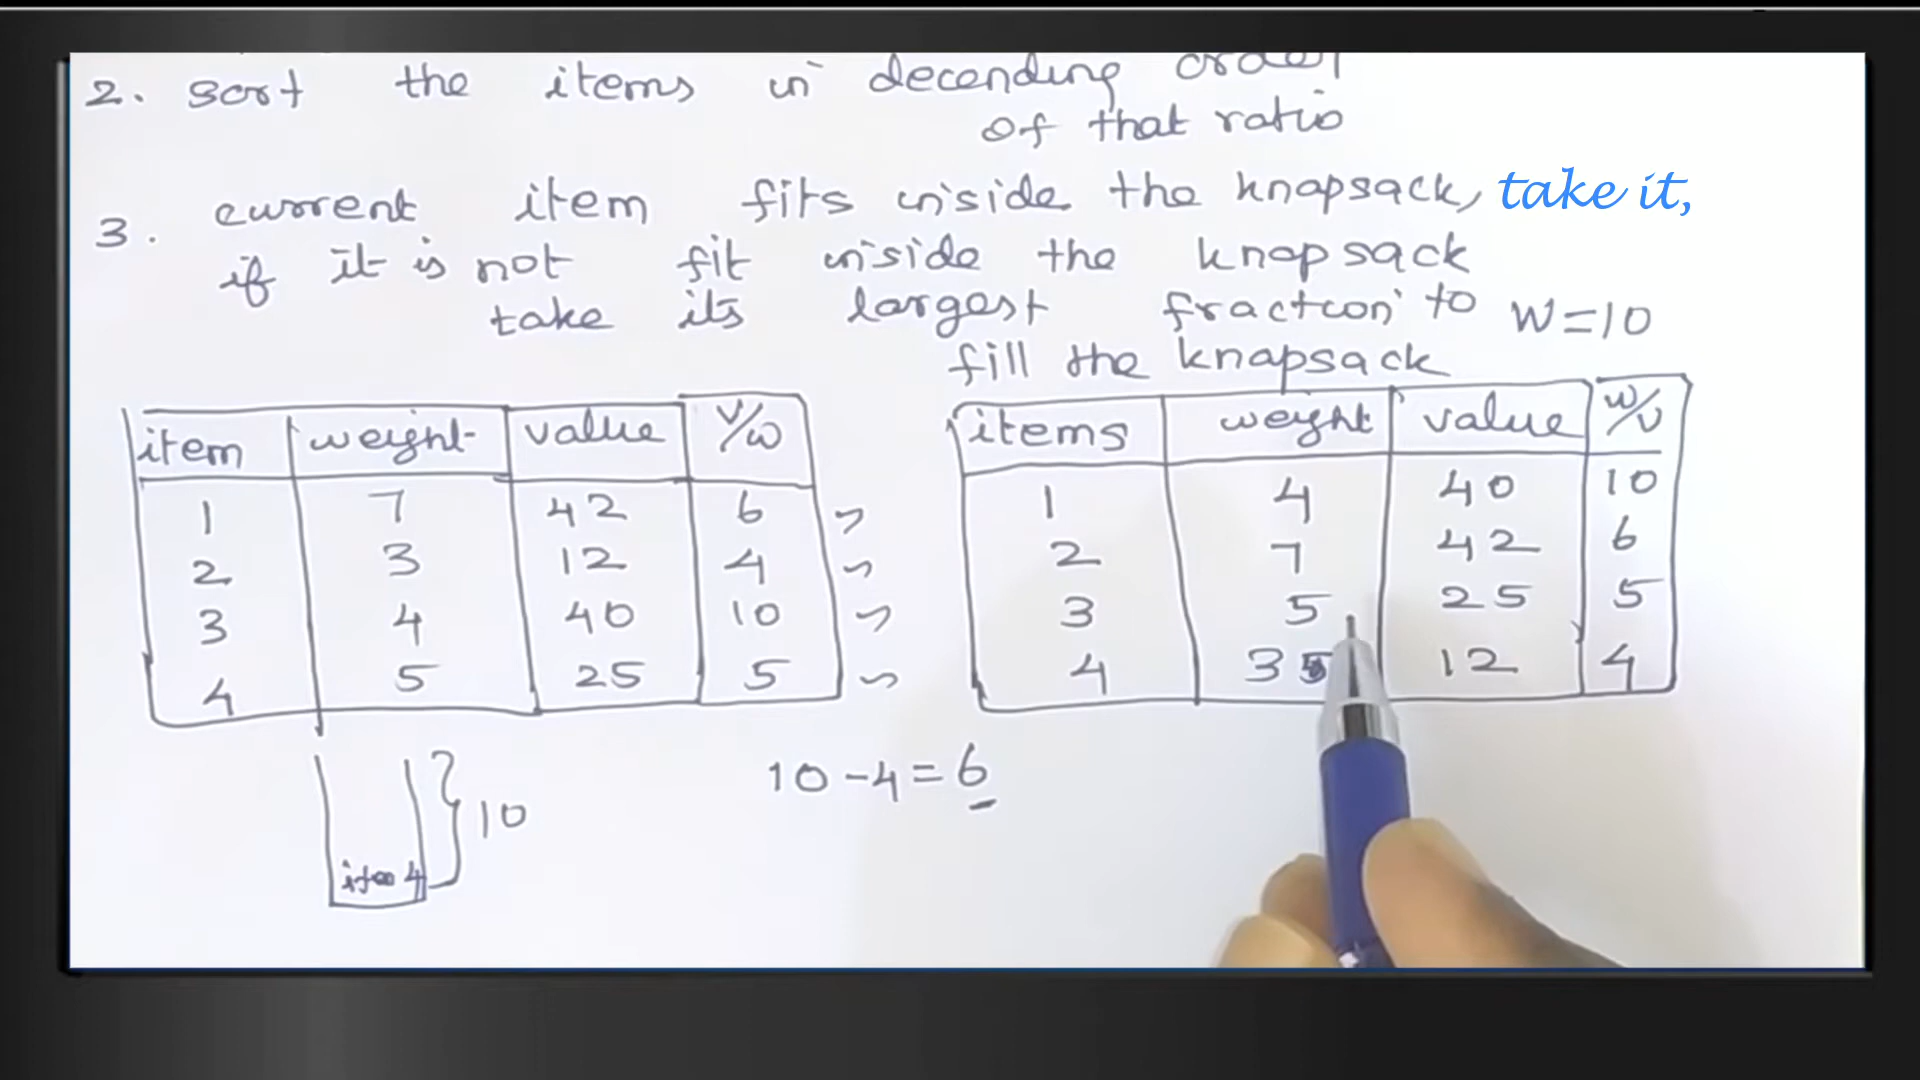 2. sort the items in decending order
of that ratio
3. current item fits inside the knapsack, take it,
if it is not fit inside the knapsack
take its largest fraction to
fill the knapsack
W=10
item weight value V/w
1 7 42 6
2 3 12 4
3 4 40 10
4 5 25 5
items weight value w/v
1 4 40 10
2 7 42 6
3 5 25 5
4 3 12 4
10
10-4=6